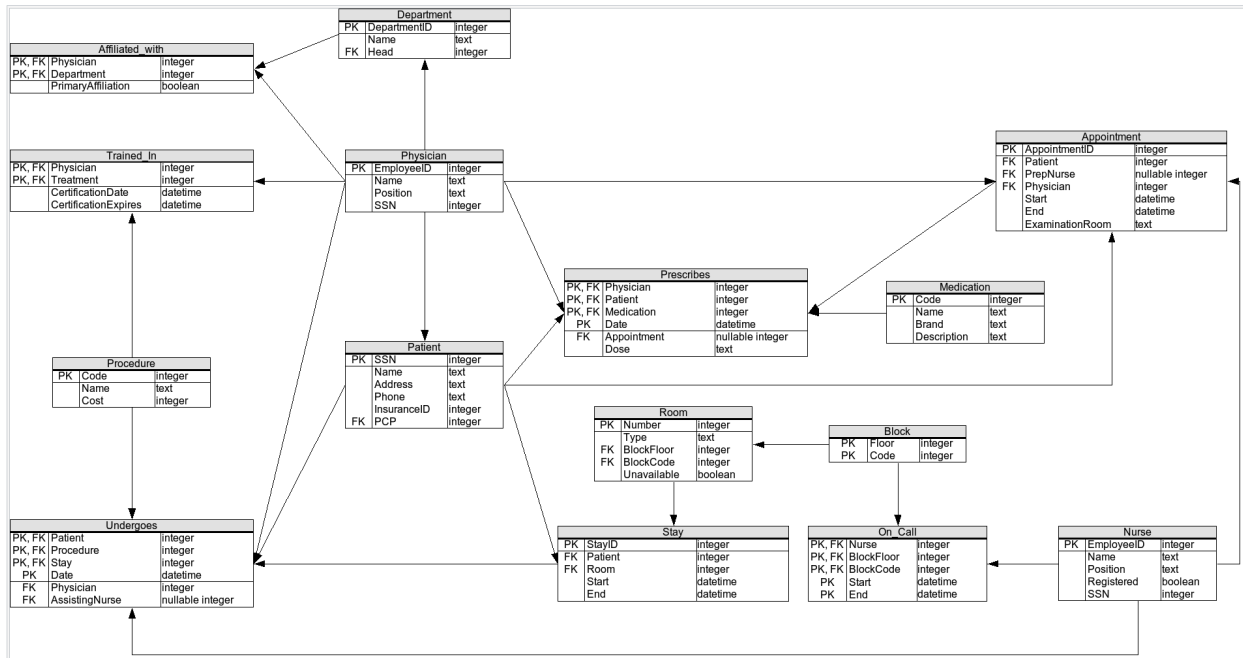 Department
PK DepartmentID integer
Name text
FK Head integer
Affiliated_with
PK, FK Physician integer
PK, FK Department integer
PrimaryAffiliation boolean
Trained_In
PK, FK Physician integer
PK, FK Treatment integer
CertificationDate datetime
CertificationExpires datetime
Physician
PK EmployeeID integer
Name text
Position text
SSN integer
Appointment
PK AppointmentID integer
FK Patient integer
FK PrepNurse nullable integer
FK Physician integer
Start datetime
End datetime
ExaminationRoom text
Prescribes
PK, FK Physician integer
PK, FK Patient integer
PK, FK Medication integer
PK Date datetime
FK Appointment nullable integer
Dose text
Medication
PK Code integer
Name text
Brand text
Description text
Procedure
PK Code integer
Name text
Cost integer
Patient
PK SSN integer
Name text
Address text
Phone text
InsuranceID integer
FK PCP integer
Room
PK Number integer
Type text
FK BlockFloor integer
FK BlockCode integer
Unavailable boolean
Block
PK Floor integer
PK Code integer
Undergoes
PK, FK Patient integer
PK, FK Procedure integer
PK, FK Stay integer
PK Date datetime
FK Physician integer
FK AssistingNurse nullable integer
Stay
PK StayID integer
FK Patient integer
FK Room integer
Start datetime
End datetime
On_Call
PK, FK Nurse integer
PK, FK BlockFloor integer
PK, FK BlockCode integer
PK Start datetime
PK End datetime
Nurse
PK EmployeeID integer
Name text
Position text
Registered boolean
SSN integer